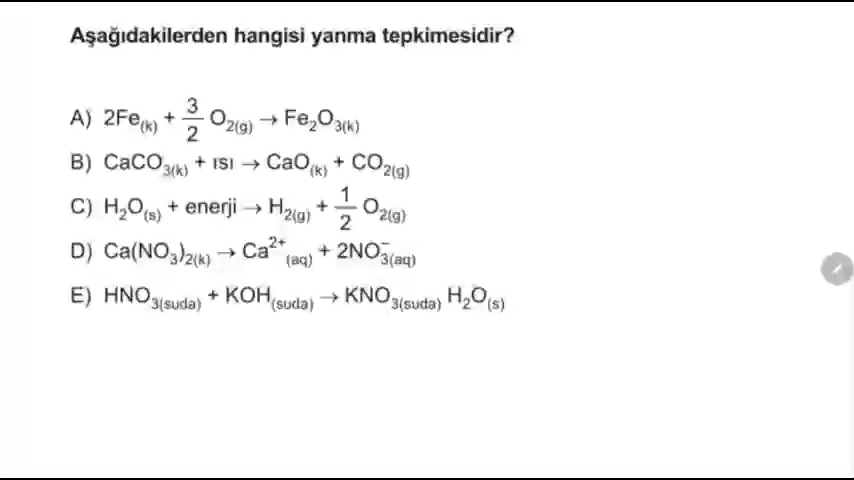 Aşağıdakilerden hangisi yanma tepkimesidir?
A) 2Fe(k) + 3/2 O2(g) → Fe2O3(k)
B) CaCO3(k) + ısı → CaO(k) + CO2(g)
C) H2O(s) + enerji → H2(g) + 1/2 O2(g)
D) Ca(NO3)2(k) → Ca2+(aq) + 2NO3−(aq)
E) HNO3(suda) + KOH(suda) → KNO3(suda) H2O(s)